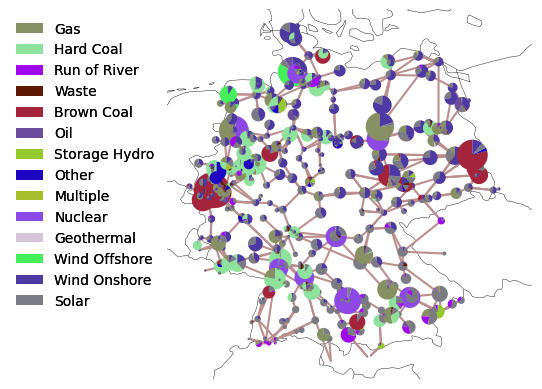 Gas
Hard Coal
Run of River
Waste
Brown Coal
Oil
Storage Hydro
Other
Multiple
Nuclear
Geothermal
Wind Offshore
Wind Onshore
Solar